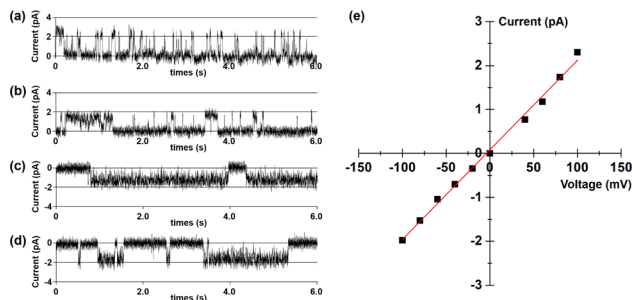 (a)
Current (pA)
4
2
0
0 2.0 4.0 6.0
times (s)
(b)
Current (pA)
4
2
0
0 2.0 4.0 6.0
times (s)
(c)
Current (pA)
0
-2
-4
0 2.0 4.0 6.0
times (s)
(d)
Current (pA)
0
-2
-4
0 2.0 4.0 6.0
times (s)
(e)
Current (pA)
3
2
1
0
-150 -100 -50 0 50 100 150
Voltage (mV)
-1
-2
-3